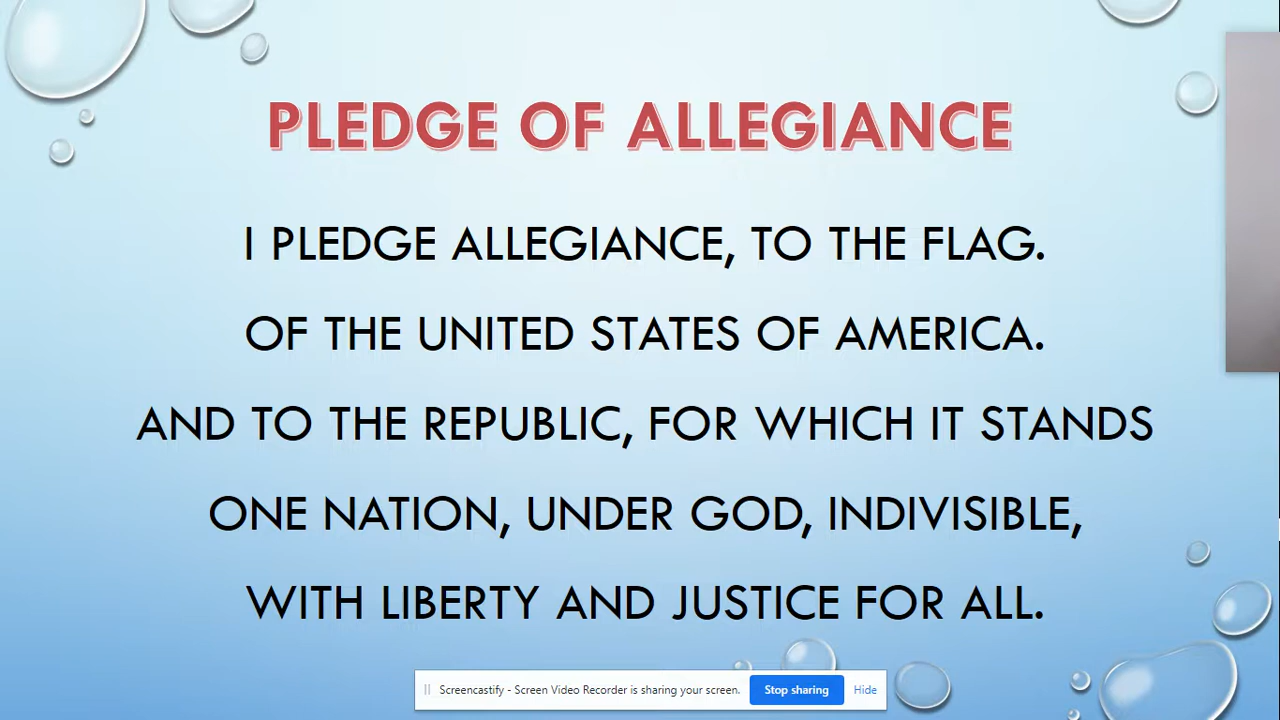 PLEDGE OF ALLEGIANCE
I PLEDGE ALLEGIANCE, TO THE FLAG.
OF THE UNITED STATES OF AMERICA.
AND TO THE REPUBLIC, FOR WHICH IT STANDS
ONE NATION, UNDER GOD, INDIVISIBLE,
WITH LIBERTY AND JUSTICE FOR ALL.
Screencastify - Screen Video Recorder is sharing your screen. Stop sharing Hide